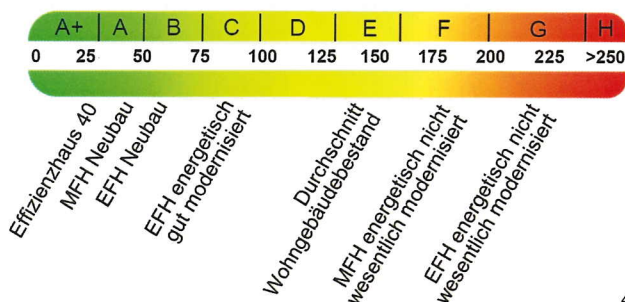 A+ A B C D E F G H
0 25 50 75 100 125 150 175 200 225 >250
Effizienzhaus 40
MFH Neubau
EFH Neubau
EFH energetisch
gut modernisiert
Durchschnitt
Wohngebäudebestand
MFH energetisch nicht
wesentlich modernisiert
EFH energetisch nicht
wesentlich modernisiert